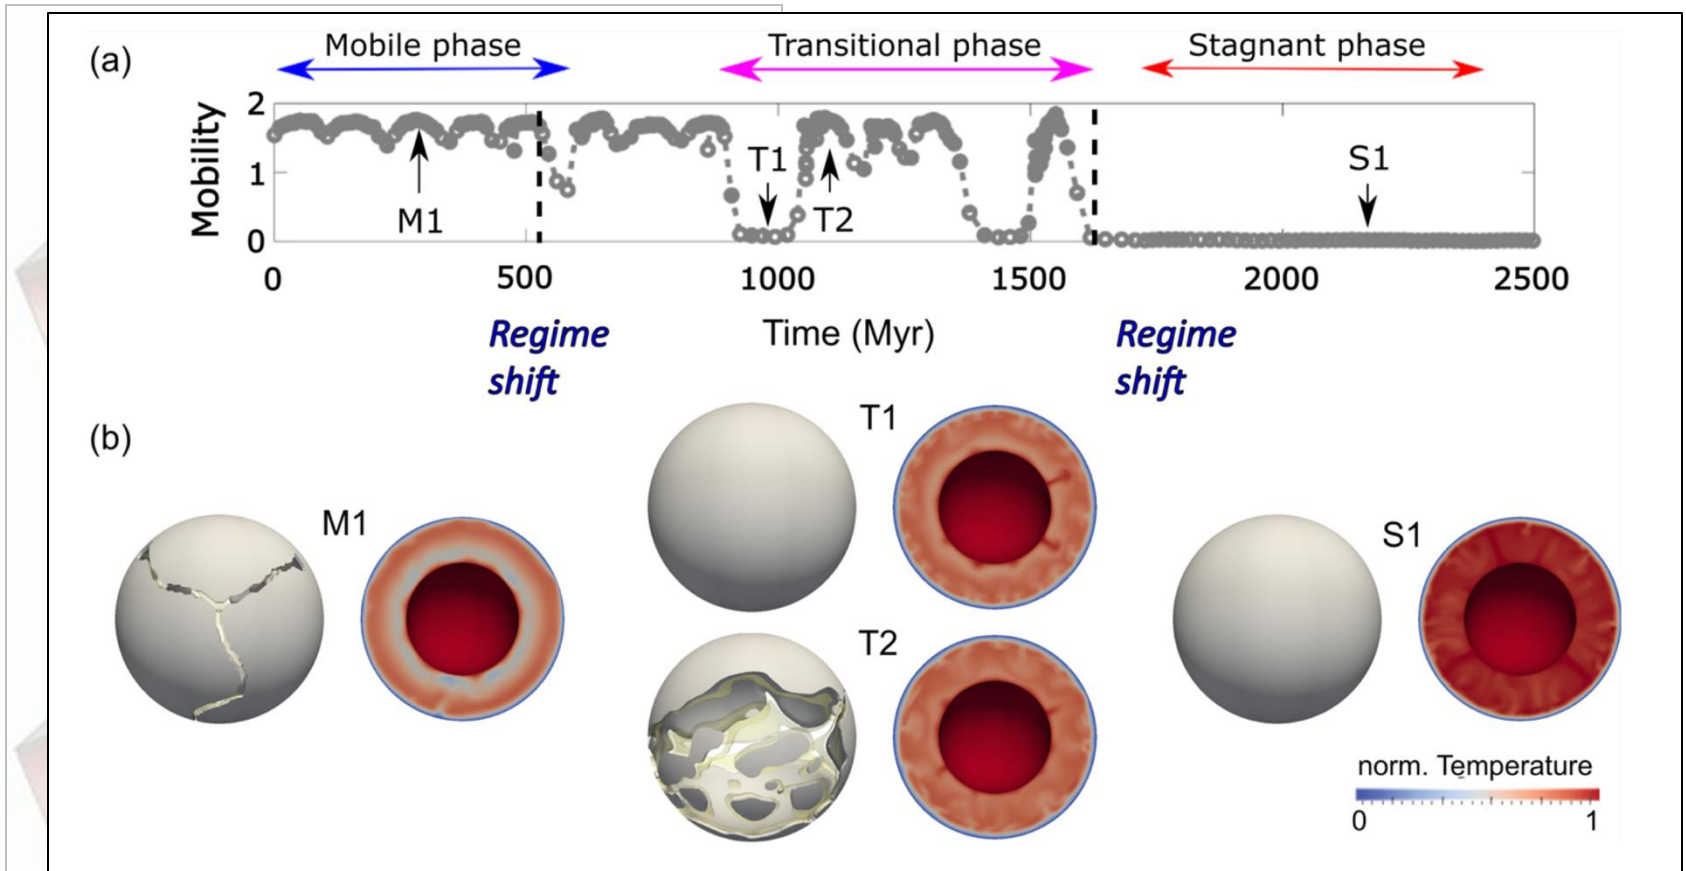 (a)
Mobile phase
Transitional phase
Stagnant phase
Mobility
2
1
0
M1
T1
T2
S1
0 500 1000 1500 2000 2500
Time (Myr)
Regime
shift
Regime
shift
(b)
M1
T1
T2
S1
norm. Temperature
0 1